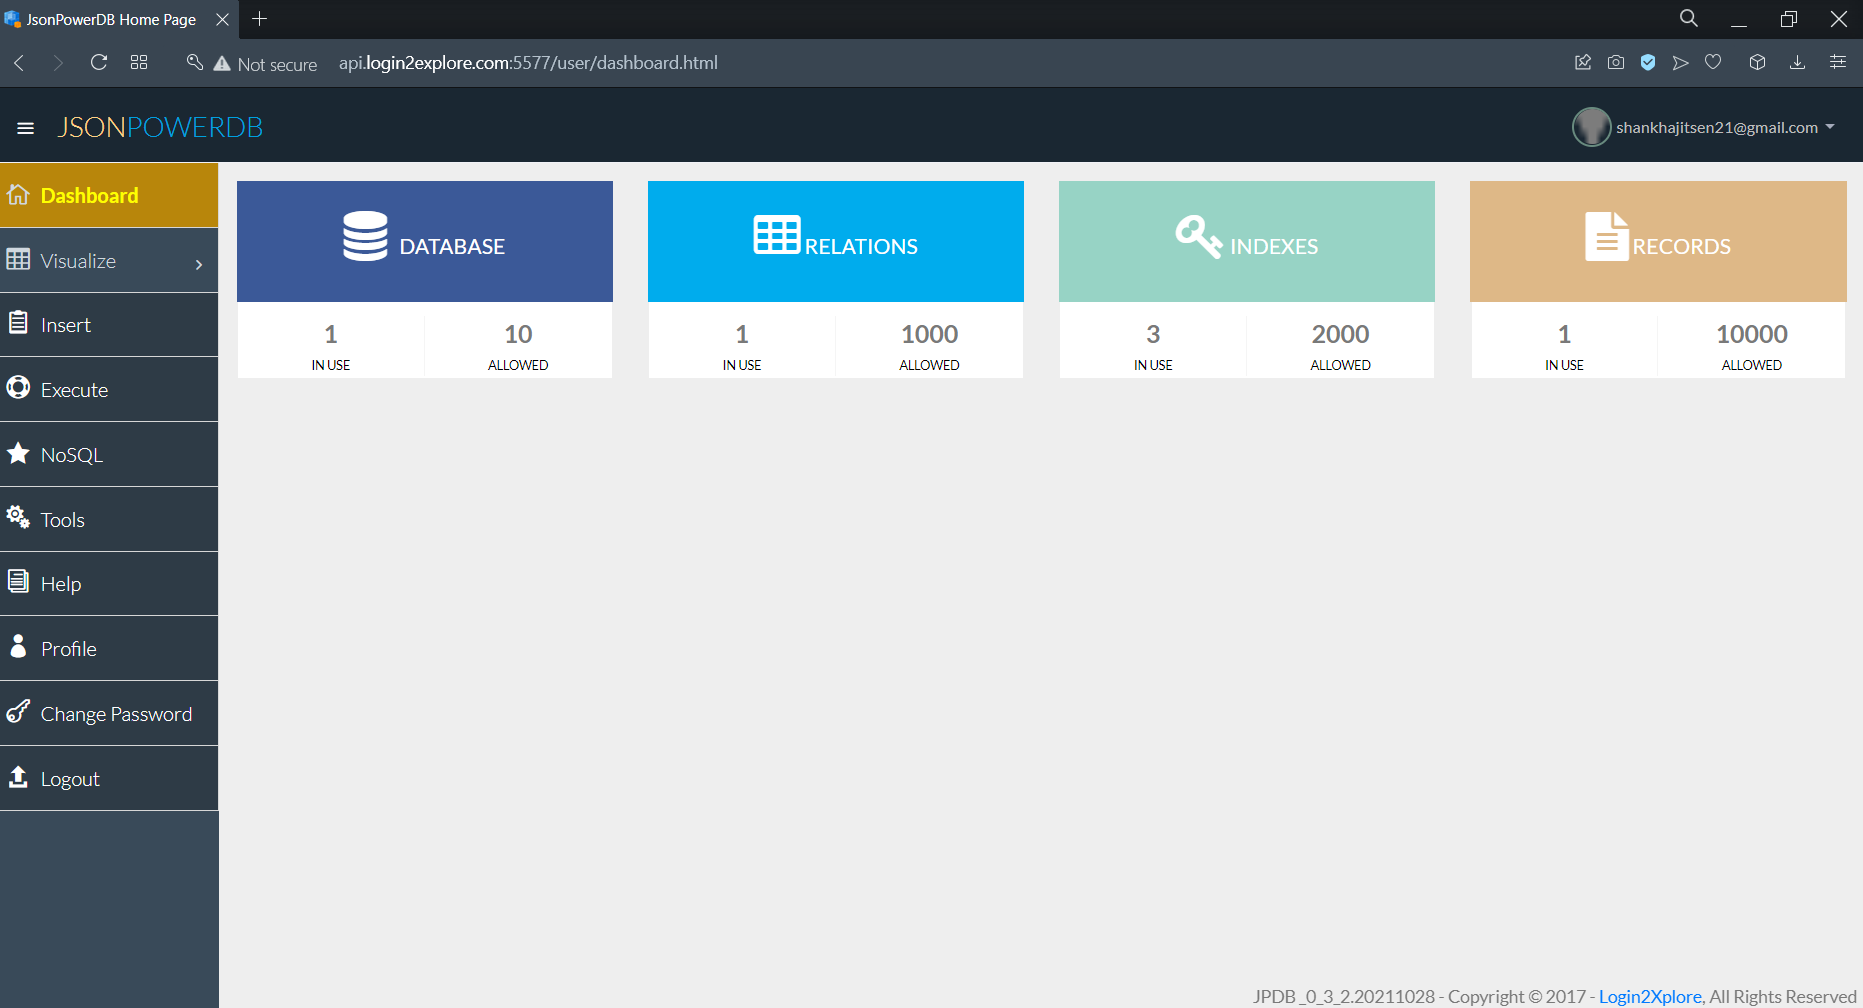 JsonPowerDB Home Page
Not secure api.login2explore.com:5577/user/dashboard.html
JSONPOWERDB
shankhajitsen21@gmail.com
Dashboard
Visualize
Insert
Execute
NoSQL
Tools
Help
Profile
Change Password
Logout
DATABASE
1 10
IN USE ALLOWED
RELATIONS
1 1000
IN USE ALLOWED
INDEXES
3 2000
IN USE ALLOWED
RECORDS
1 10000
IN USE ALLOWED
JPDB_0_3_2.20211028 - Copyright © 2017 - Login2Xplore, All Rights Reserved